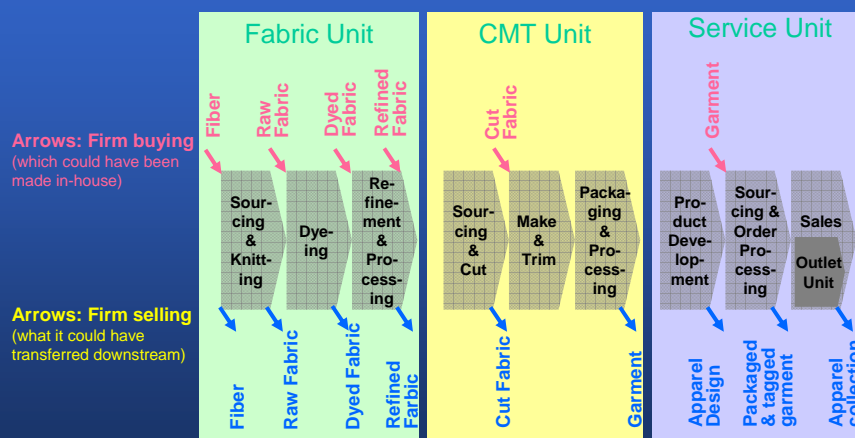 Fabric Unit
CMT Unit
Service Unit
Fiber
Raw
Fabric
Dyed
Fabric
Refined
Fabric
Cut
Fabric
Garment
Arrows: Firm buying
(which could have been
made in-house)
Sour-
cing
&
Knitt-
ing
Dye-
ing
Re-
fine-
ment &
Pro-
cess-
ing
Sour-
cing
&
Cut
Make
&
Trim
Packa-
ging
&
Pro-
cess-
ing
Pro-
duct
Deve-
lop-
ment
Sour-
cing &
Order
Pro-
cess-
ing
Sales
Outlet
Unit
Arrows: Firm selling
(what it could have
transferred downstream)
Fiber
Raw Fabric
Dyed Fabric
Refined
Farbic
Cut Fabric
Garment
Apparel
Design
Packaged
& tagged
garment
Apparel
collection